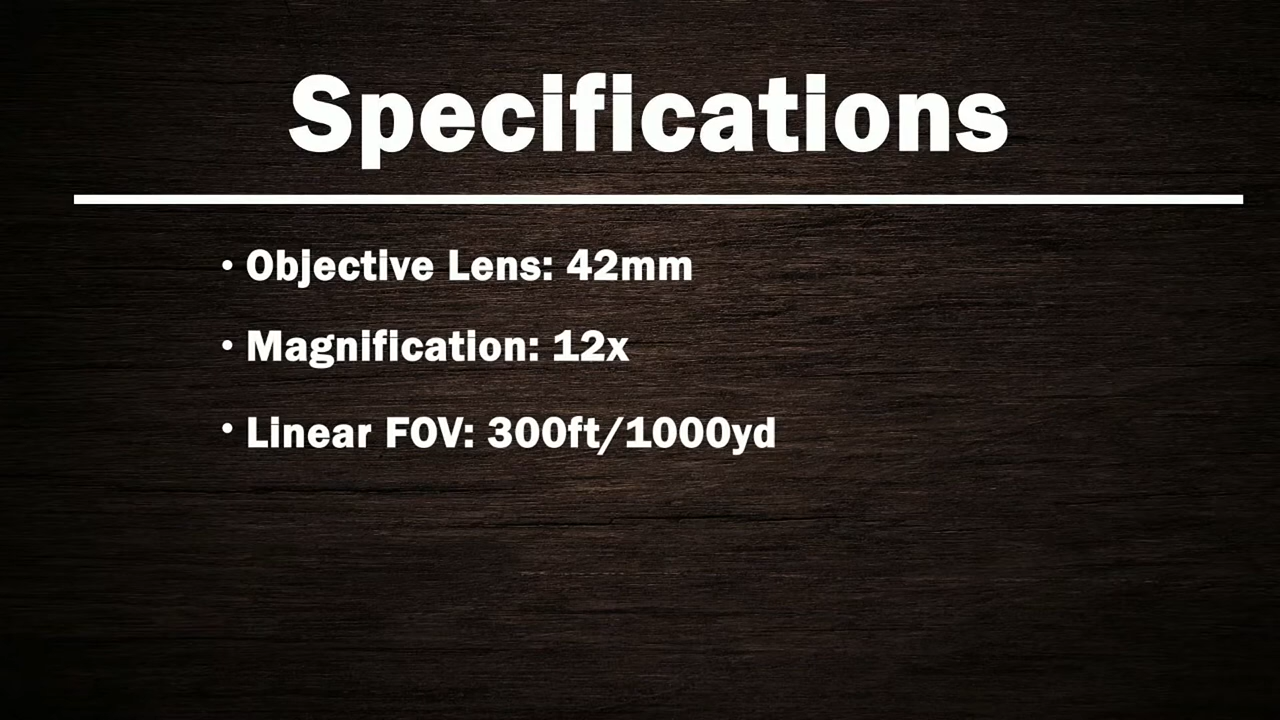 Specifications
• Objective Lens: 42mm
• Magnification: 12x
• Linear FOV: 300ft/1000yd